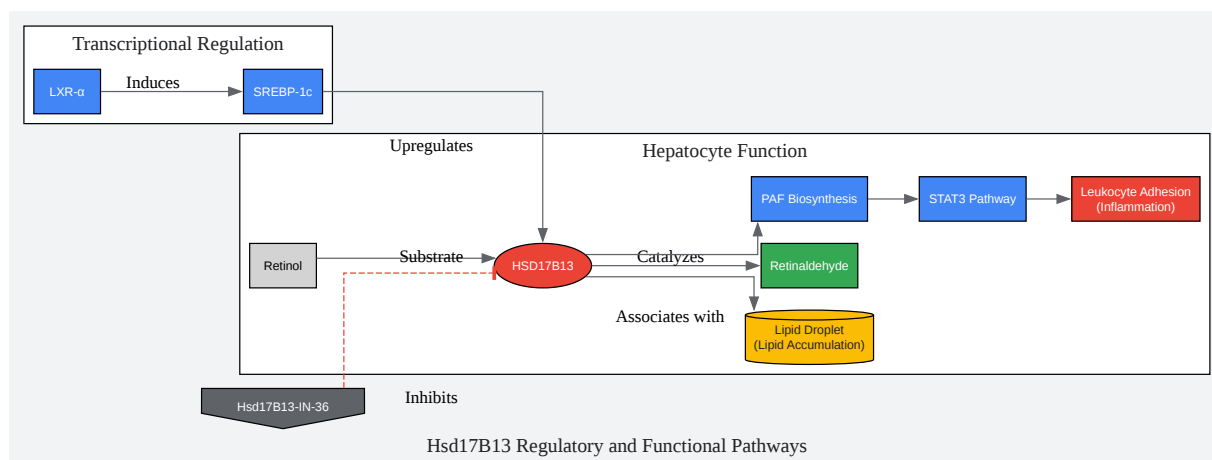 Transcriptional Regulation
LXR-α
Induces
SREBP-1c
Upregulates
Hepatocyte Function
PAF Biosynthesis
STAT3 Pathway
Leukocyte Adhesion
(Inflammation)
Retinol
Substrate
HSD17B13
Catalyzes
Retinaldehyde
Associates with
Lipid Droplet
(Lipid Accumulation)
Hsd17B13-IN-36
Inhibits
Hsd17B13 Regulatory and Functional Pathways